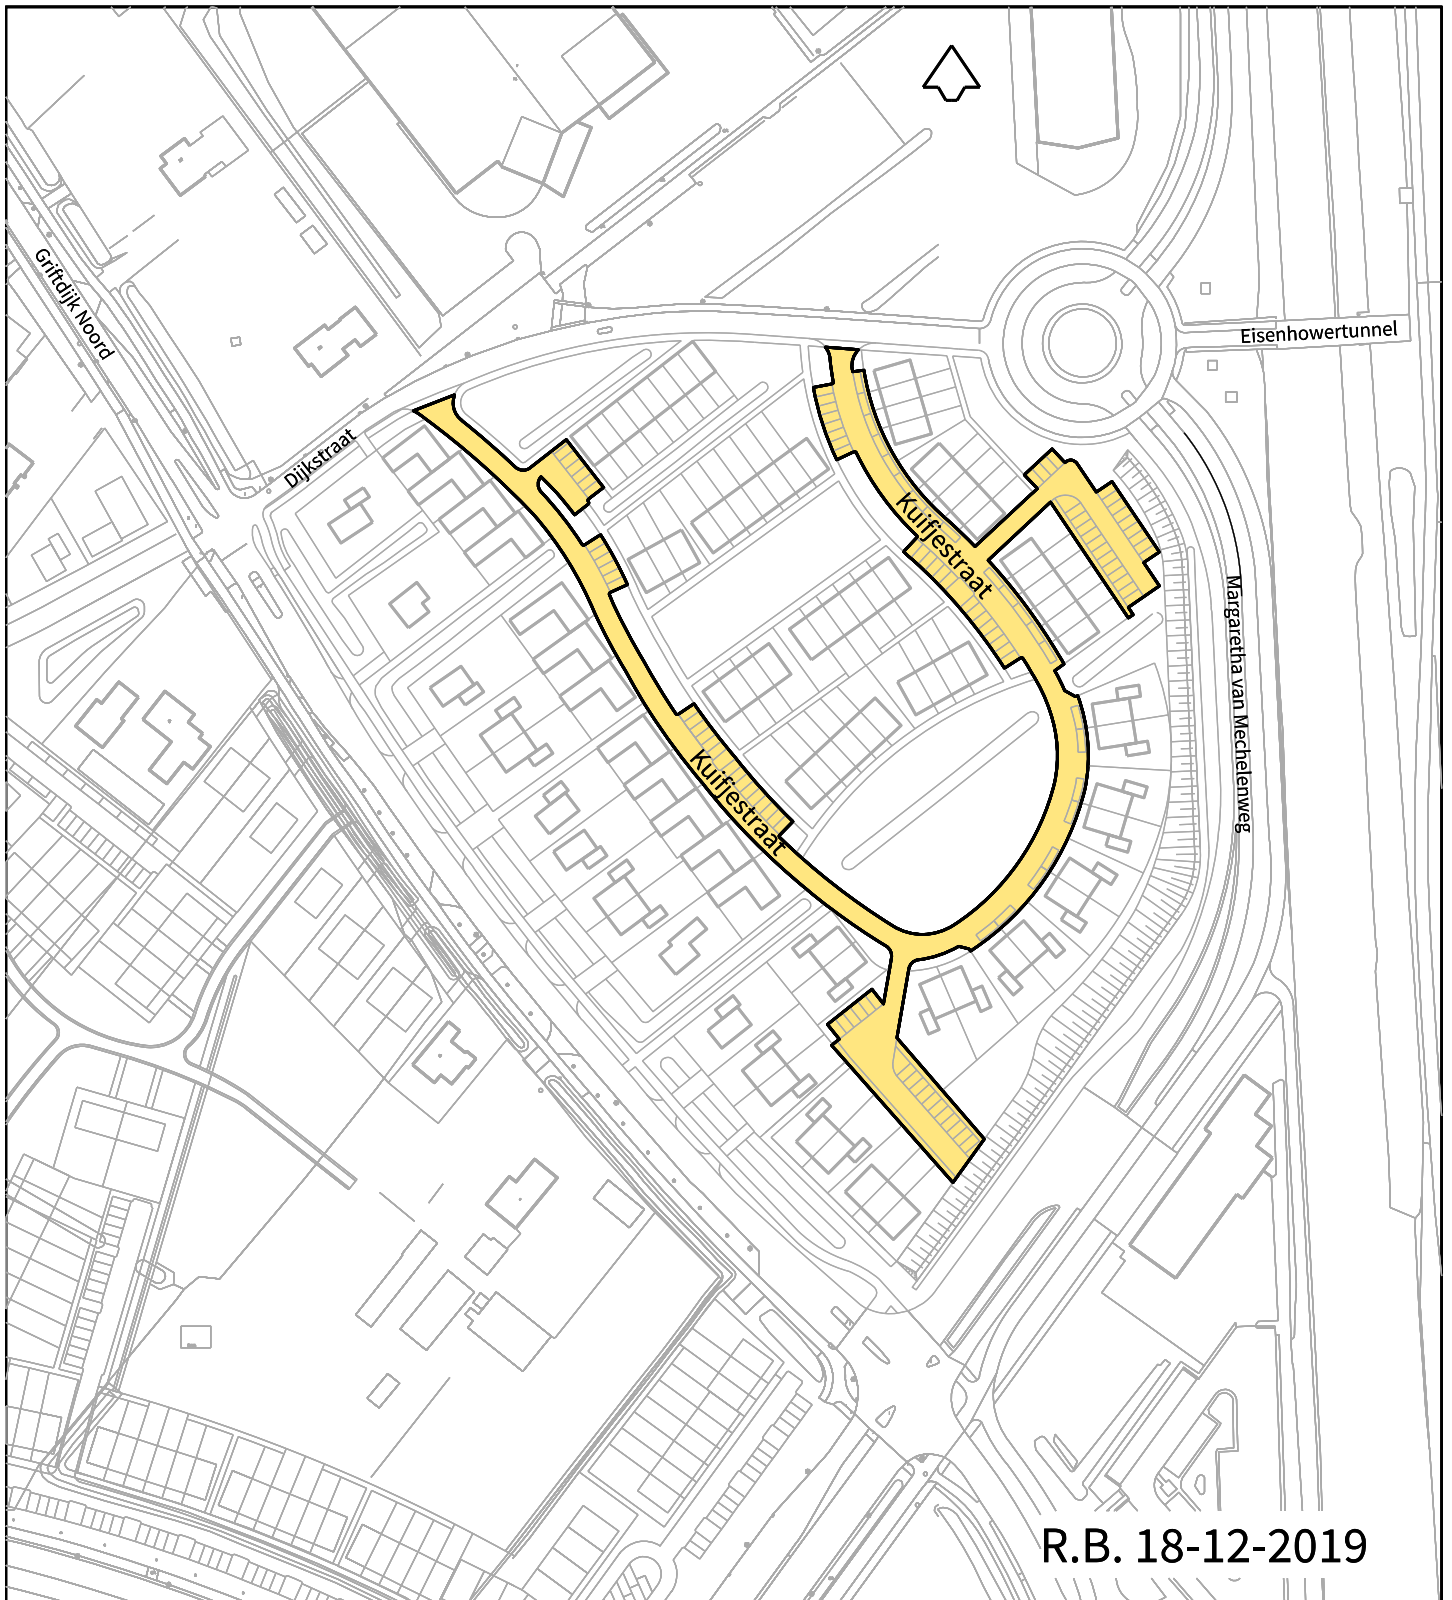 Griftdijk Noord
Eisenhowertunnel
Dijkstraat
Kuifjestraat
Margaretha van Mechelenweg
Kuifjestraat
R.B. 18-12-2019